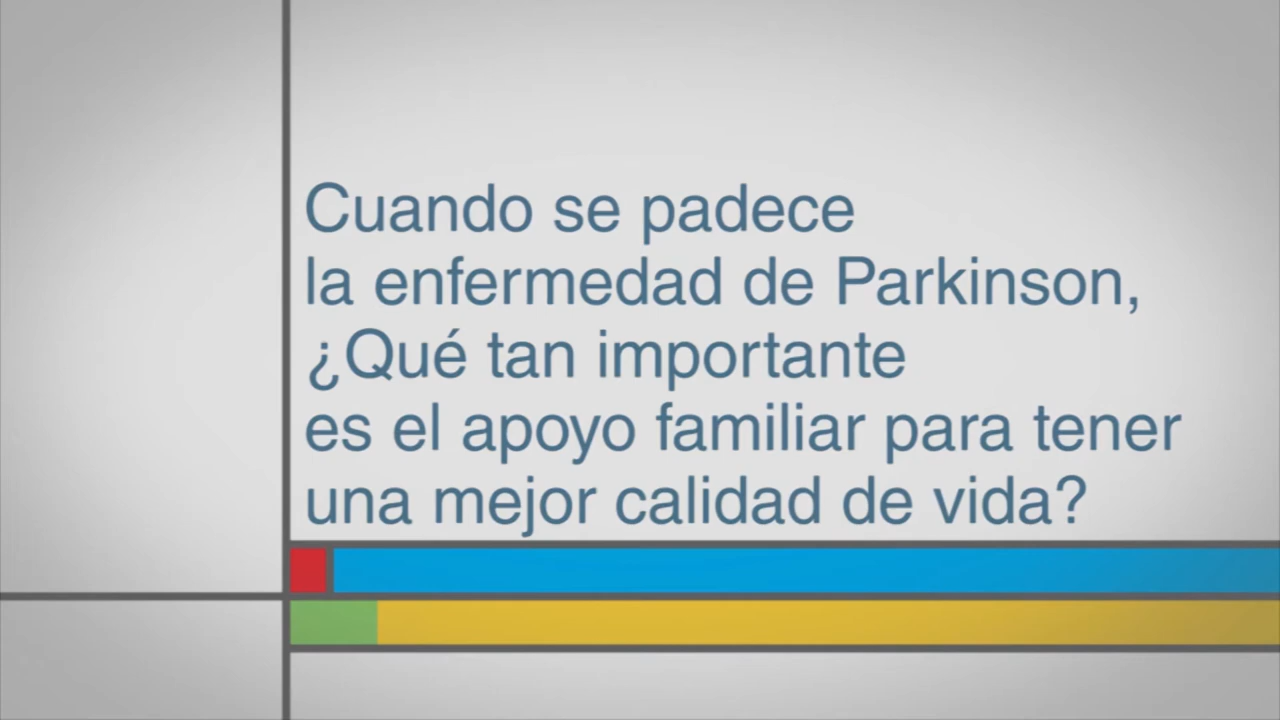 Cuando se padece
la enfermedad de Parkinson,
¿Qué tan importante
es el apoyo familiar para tener
una mejor calidad de vida?